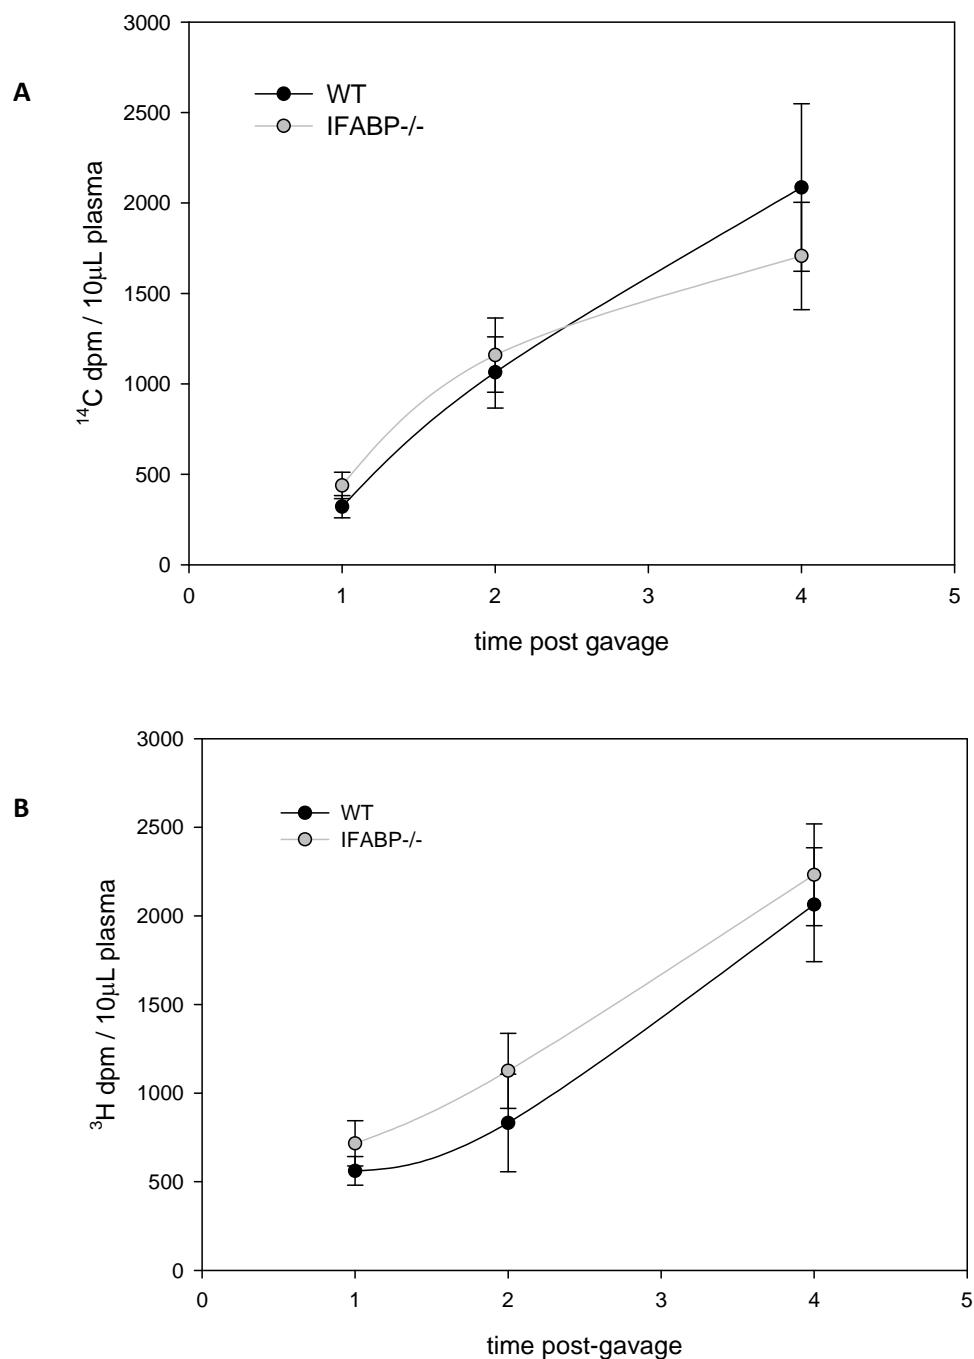 A
3000
2500
2000
1500
1000
500
0
¹⁴C dpm / 10μL plasma
WT
IFABP-/-
0 1 2 3 4 5
time post gavage
B
3000
2500
2000
1500
1000
500
0
³H dpm / 10μL plasma
WT
IFABP-/-
0 1 2 3 4 5
time post-gavage